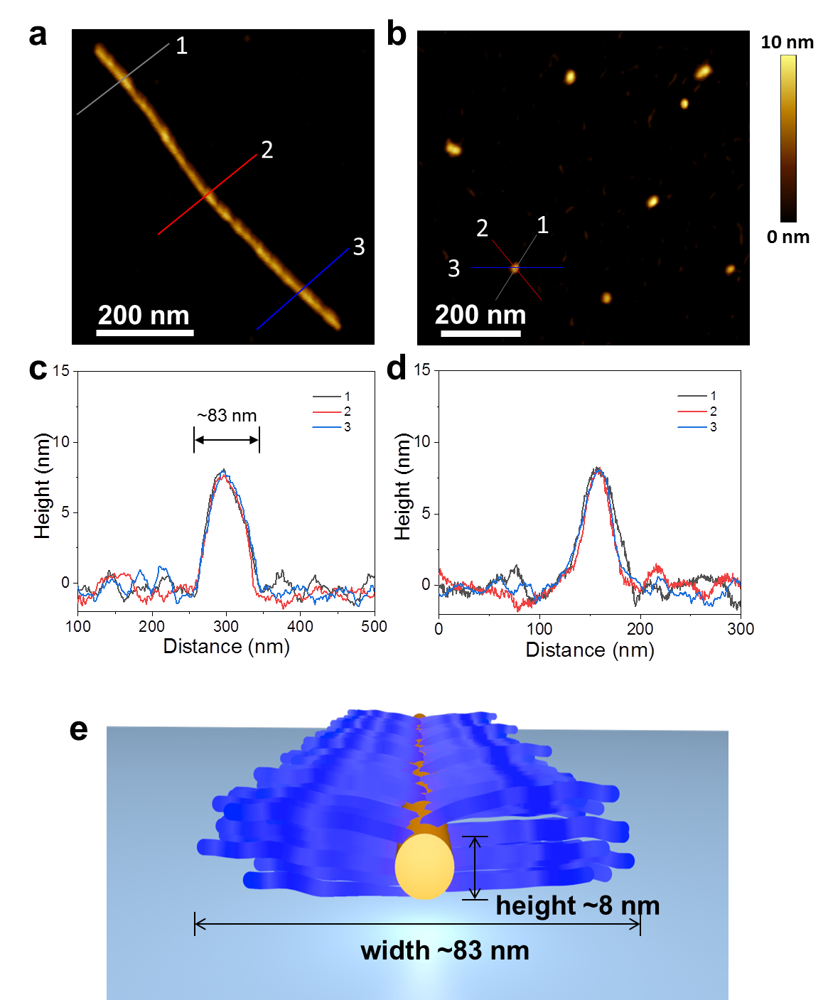 a
1
2
3
200 nm
b
1
2
3
200 nm
10 nm
0 nm
c
15
10
5
0
Height (nm)
~83 nm
1
2
3
100
200
300
400
500
Distance (nm)
d
15
10
5
0
Height (nm)
1
2
3
0
100
200
300
Distance (nm)
e
height ~8 nm
width ~83 nm